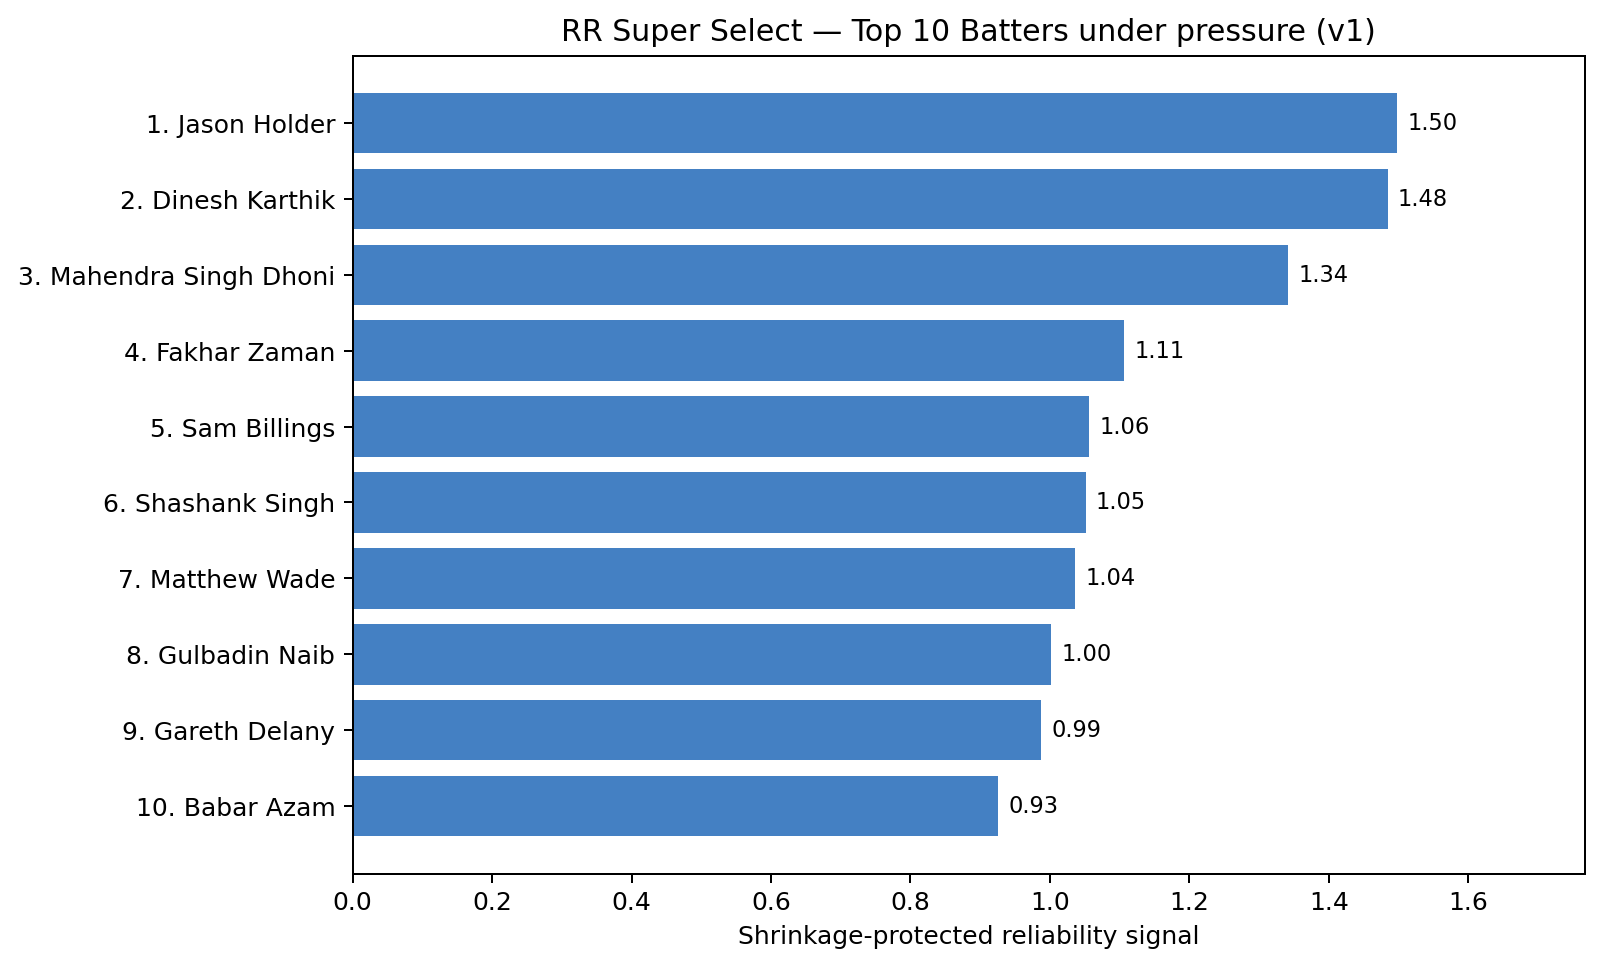 RR Super Select — Top 10 Batters under pressure (v1)
1. Jason Holder 1.50
2. Dinesh Karthik 1.48
3. Mahendra Singh Dhoni 1.34
4. Fakhar Zaman 1.11
5. Sam Billings 1.06
6. Shashank Singh 1.05
7. Matthew Wade 1.04
8. Gulbadin Naib 1.00
9. Gareth Delany 0.99
10. Babar Azam 0.93
0.0 0.2 0.4 0.6 0.8 1.0 1.2 1.4 1.6
Shrinkage-protected reliability signal